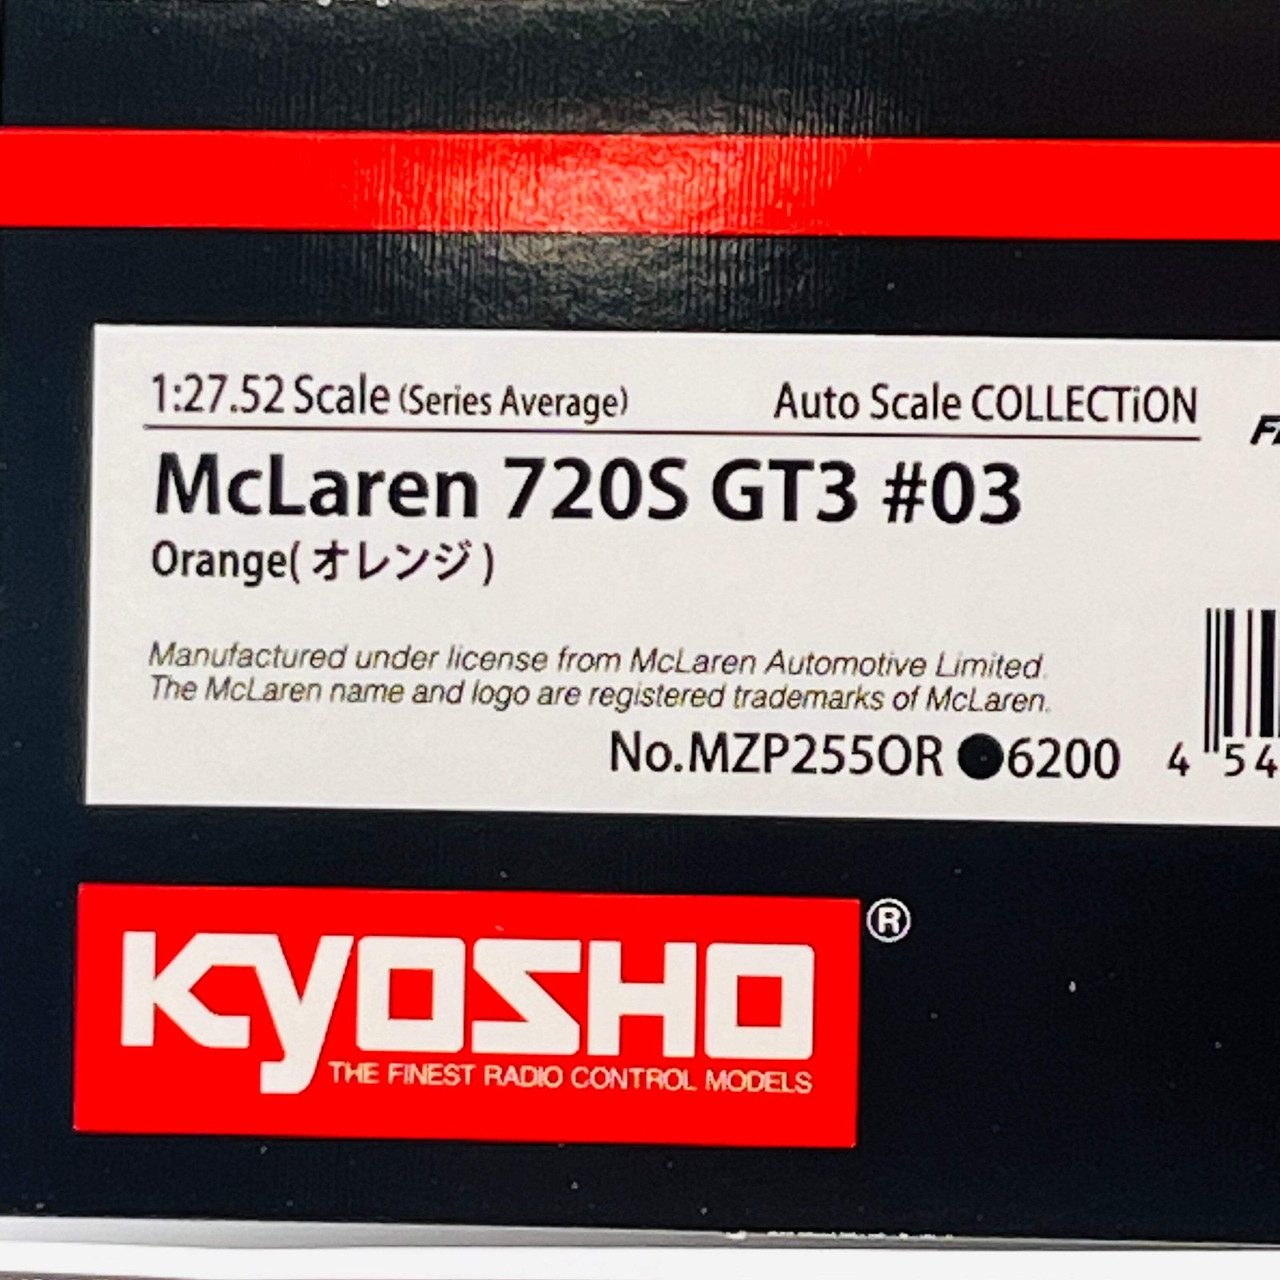 1:27.52 Scale (Series Average) Auto Scale COLLECTiON
McLaren 720S GT3 #03
Orange( オレンジ )
Manufactured under license from McLaren Automotive Limited.
The McLaren name and logo are registered trademarks of McLaren.
No.MZP255OR ●6200 4 54
KYOSHO ®
THE FINEST RADIO CONTROL MODELS